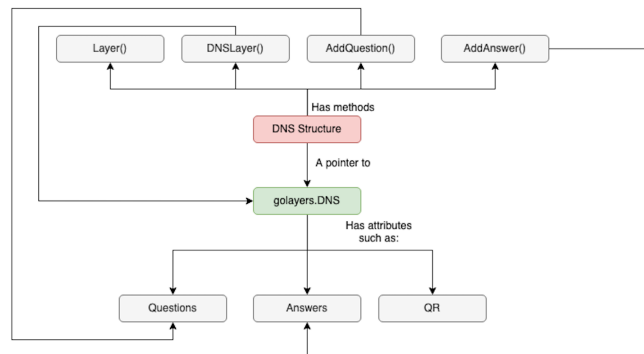 Layer()
DNSLayer()
AddQuestion()
AddAnswer()
Has methods
DNS Structure
A pointer to
golayers.DNS
Has attributes
such as:
Questions
Answers
QR